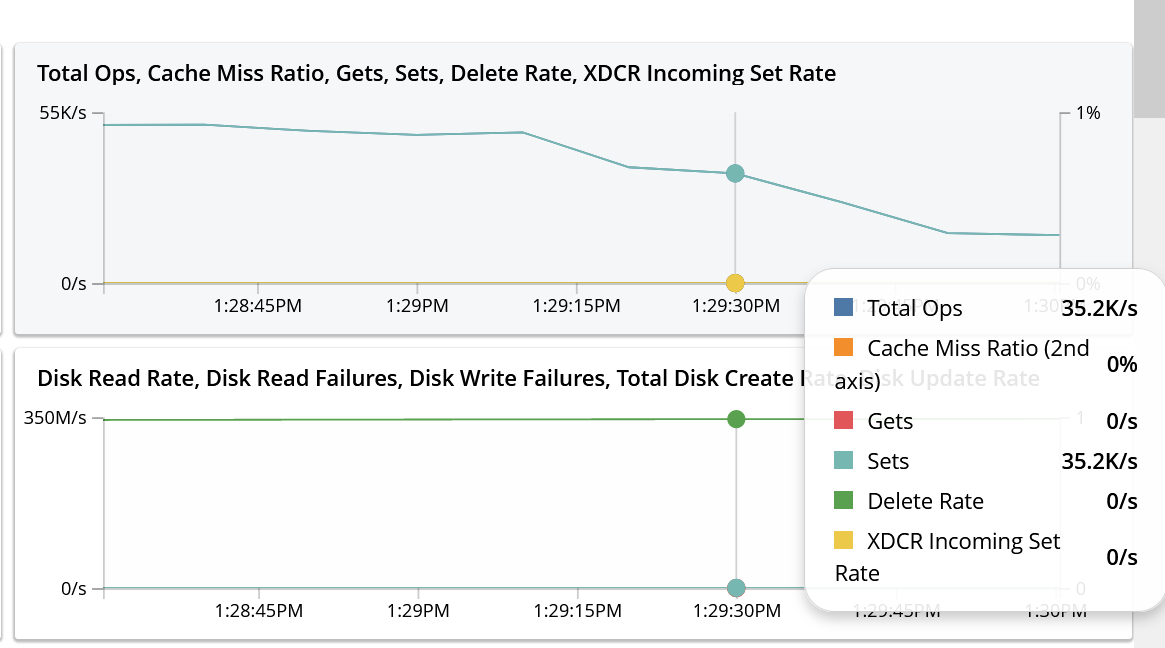 Total Ops, Cache Miss Ratio, Gets, Sets, Delete Rate, XDCR Incoming Set Rate
55K/s
1%
0/s
0%
1:28:45PM
1:29PM
1:29:15PM
1:29:30PM
1:29:45PM
1:30PM
Total Ops 35.2K/s
Cache Miss Ratio (2nd
axis) 0%
Gets 0/s
Sets 35.2K/s
Delete Rate 0/s
XDCR Incoming Set
Rate 0/s
Disk Read Rate, Disk Read Failures, Disk Write Failures, Total Disk Create Rate, Disk Update Rate
350M/s
1
0/s
0
1:28:45PM
1:29PM
1:29:15PM
1:29:30PM
1:29:45PM
1:30PM